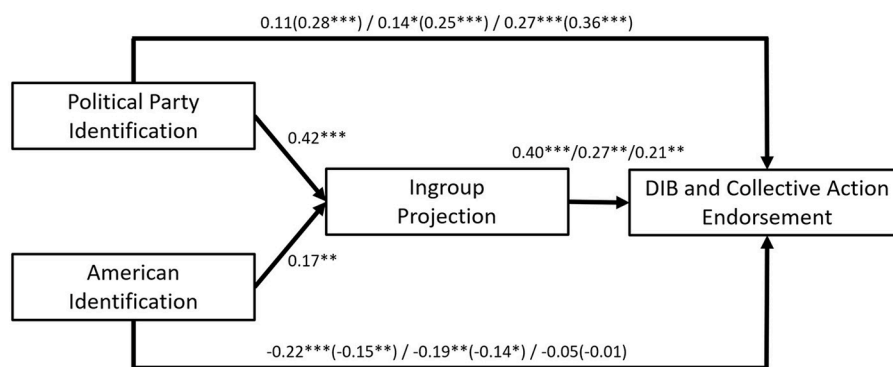 0.11(0.28***) / 0.14*(0.25***) / 0.27***(0.36***)
Political Party
Identification
0.42***
0.40***/0.27**/0.21**
Ingroup
Projection
DIB and Collective Action
Endorsement
0.17**
American
Identification
-0.22***(-0.15**) / -0.19**(-0.14*) / -0.05(-0.01)